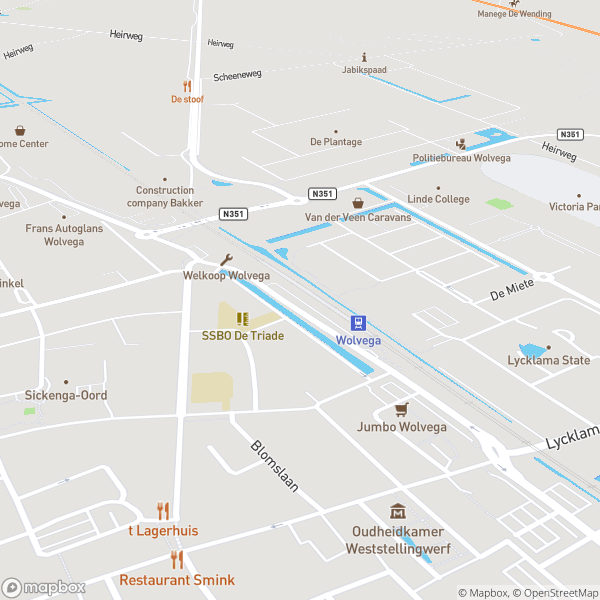 Manege De Wending
Heirweg
Heirweg
Heirweg
Jabikspaad
Scheeneweg
De stoof
ome Center
De Plantage
N351
Heirweg
Politiebureau Wolvega
Construction
company Bakker
N351
Linde College
Victoria Par
vega
N351
Van der Veen Caravans
Frans Autoglans
Wolvega
Welkoop Wolvega
inkel
De Miete
SSBO De Triade
Wolvega
Lycklama State
Sickenga-Oord
Jumbo Wolvega
Lycklama
Blomslaan
t Lagerhuis
Oudheidkamer
Weststellingwerf
Restaurant Smink
mapbox
© Mapbox, © OpenStreetMap